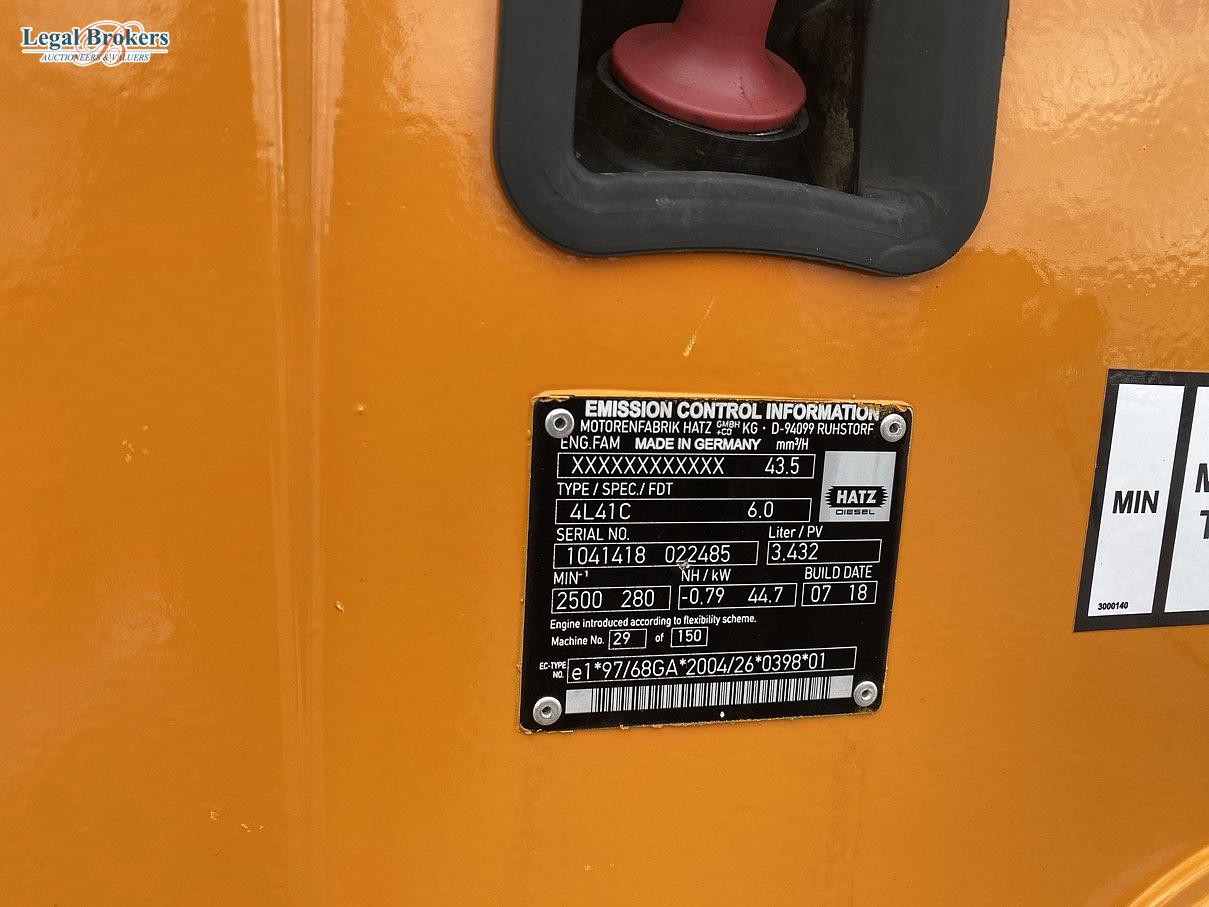 Legal Brokers
AUCTIONEERS & VALUERS
EMISSION CONTROL INFORMATION
MOTORENFABRIK HATZ GMBH +CO KG · D-94099 RUHSTORF
ENG.FAM MADE IN GERMANY mm³/H
XXXXXXXXXXXX 43.5
TYPE / SPEC./ FDT
4L41C 6.0
HATZ
DIESEL
SERIAL NO. Liter / PV
1041418 022485 3,432
MIN⁻¹ NH / kW BUILD DATE
2500 280 -0.79 44.7 07 18
Engine introduced according to flexibility scheme.
Machine No. 29 of 150
EC-TYPE NO. e1*97/68GA*2004/26*0398*01
MIN
3000140